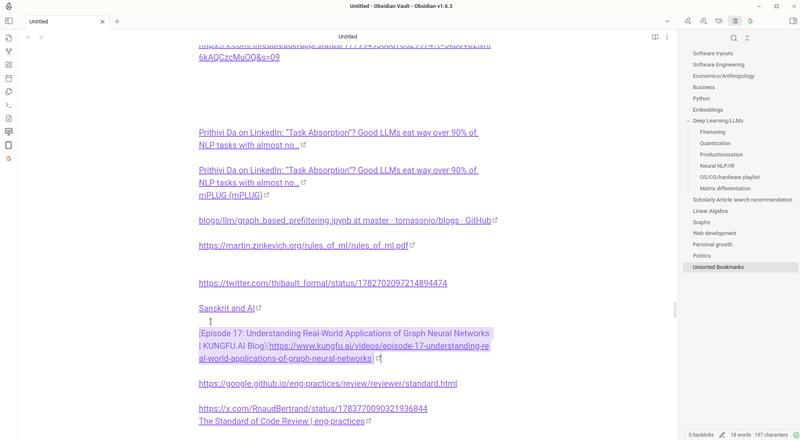 Untitled - Obsidian Vault - Obsidian v1.6.3
Untitled
Untitled
6kAQCzcMuOQ&s=09
Prithivi Da on LinkedIn: "Task Absorption"? Good LLMs eat way over 90% of
NLP tasks with almost no…
Prithivi Da on LinkedIn: "Task Absorption"? Good LLMs eat way over 90% of
NLP tasks with almost no…
mPLUG (mPLUG)
blogs/llm/graph_based_prefiltering.ipynb at master · tomasonjo/blogs · GitHub
https://martin.zinkevich.org/rules_of_ml/rules_of_ml.pdf
https://twitter.com/thibault_formal/status/1782702097214894474
Sanskrit and AI
[Episode 17: Understanding Real-World Applications of Graph Neural Networks
| KUNGFU.AI Blog](https://www.kungfu.ai/videos/episode-17-understanding-re
al-world-applications-of-graph-neural-networks)
https://google.github.io/eng-practices/review/reviewer/standard.html
https://x.com/RnaudBertrand/status/1783770090321936844
The Standard of Code Review | eng-practices
Software tryouts
Software Engineering
Economics/Anthropology
Business
Python
Embeddings
Deep Learning/LLMs
Finetuning
Quantization
Productionisation
Neural NLP/IR
OS/CO/hardware playlist
Matrix differentiation
Scholarly Article search recommendation
Linear Algebra
Graphs
Web development
Personal growth
Politics
Unsorted Bookmarks
0 backlinks 18 words 197 characters